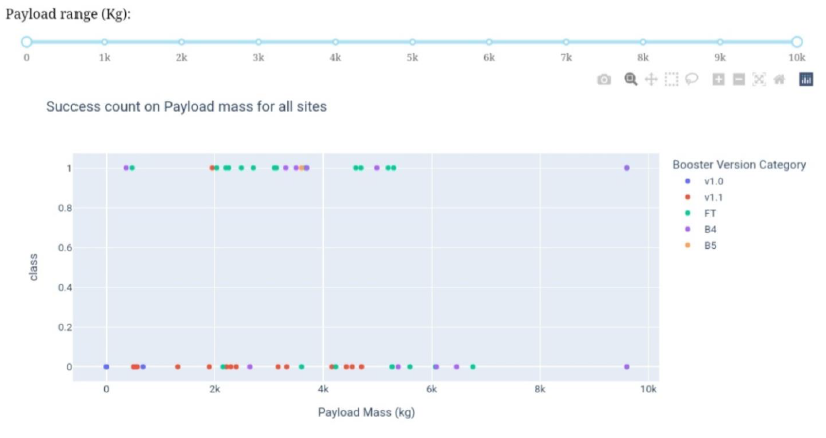 Payload range (Kg):
0 1k 2k 3k 4k 5k 6k 7k 8k 9k 10k
Success count on Payload mass for all sites
Booster Version Category
v1.0
v1.1
FT
B4
B5
class
1
0.8
0.6
0.4
0.2
0
0 2k 4k 6k 8k 10k
Payload Mass (kg)